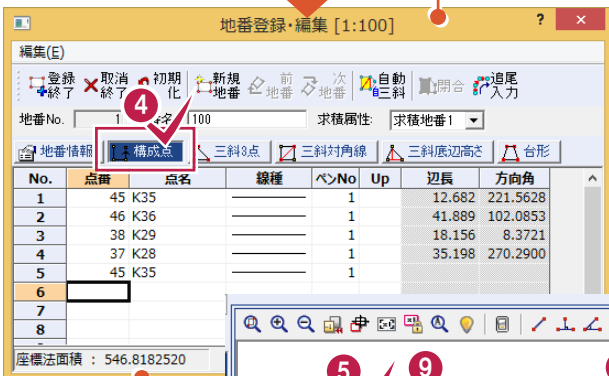 地番登録・編集 [1:100] ? ×
編集(E)
登録終了 取消終了 初期化 新規地番 前地番 次地番 自動三斜 閉合 追尾入力
地番No. 1 100 求積属性: 求積地番1
4
地番情報 構成点 三斜3点 三斜対角線 三斜底辺高さ 台形
No. 点番 点名 線種 ペンNo Up 辺長 方向角
1 45 K35 1 12.682 221.5628
2 46 K36 1 41.889 102.0853
3 38 K29 1 18.156 8.3721
4 37 K28 1 35.198 270.2900
5 45 K35 1
6
7
8
座標法面積 : 546.8182520
5 9